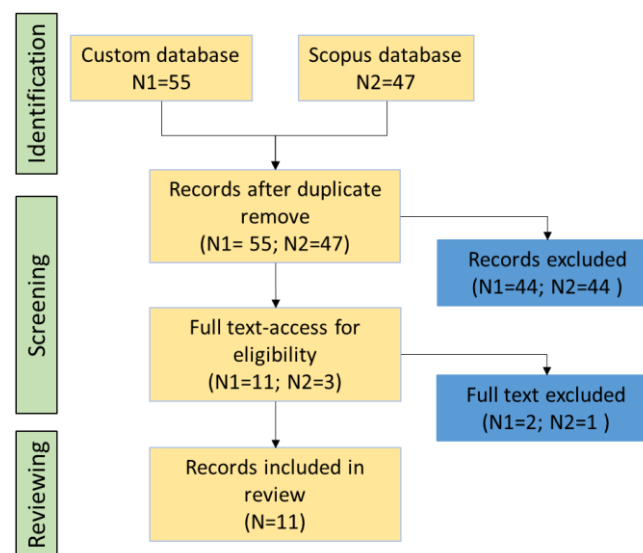 Identification
Custom database
N1=55
Scopus database
N2=47
Screening
Records after duplicate
remove
(N1= 55; N2=47)
Records excluded
(N1=44; N2=44 )
Full text-access for
eligibility
(N1=11; N2=3)
Full text excluded
(N1=2; N2=1 )
Reviewing
Records included in
review
(N=11)